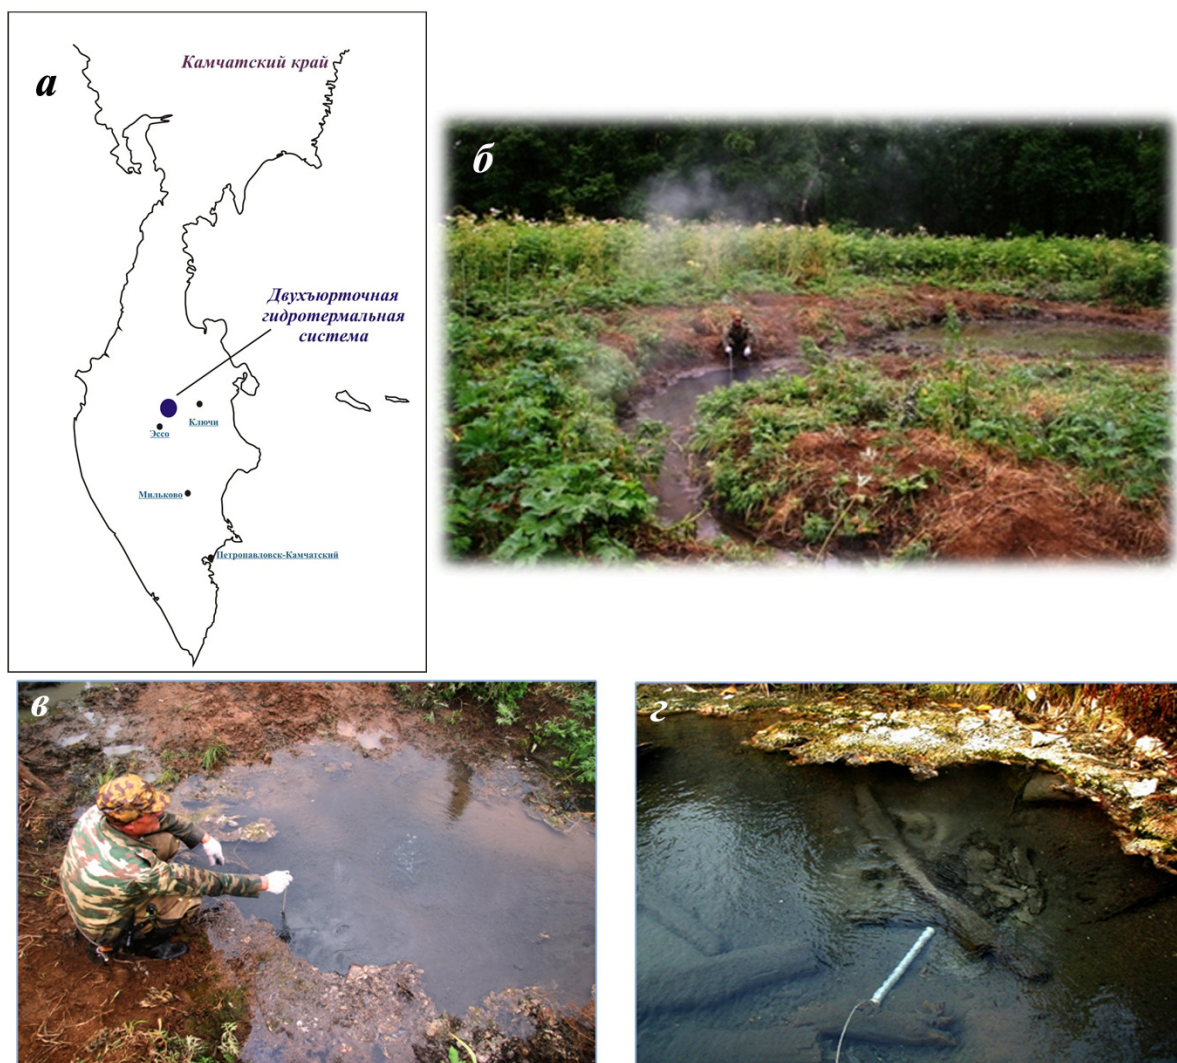 Камчатский край
а
б
Двухъюрточная
гидротермальная
система
Ключи
Эссо
Мильково
Петропавловск-Камчатский
в
г